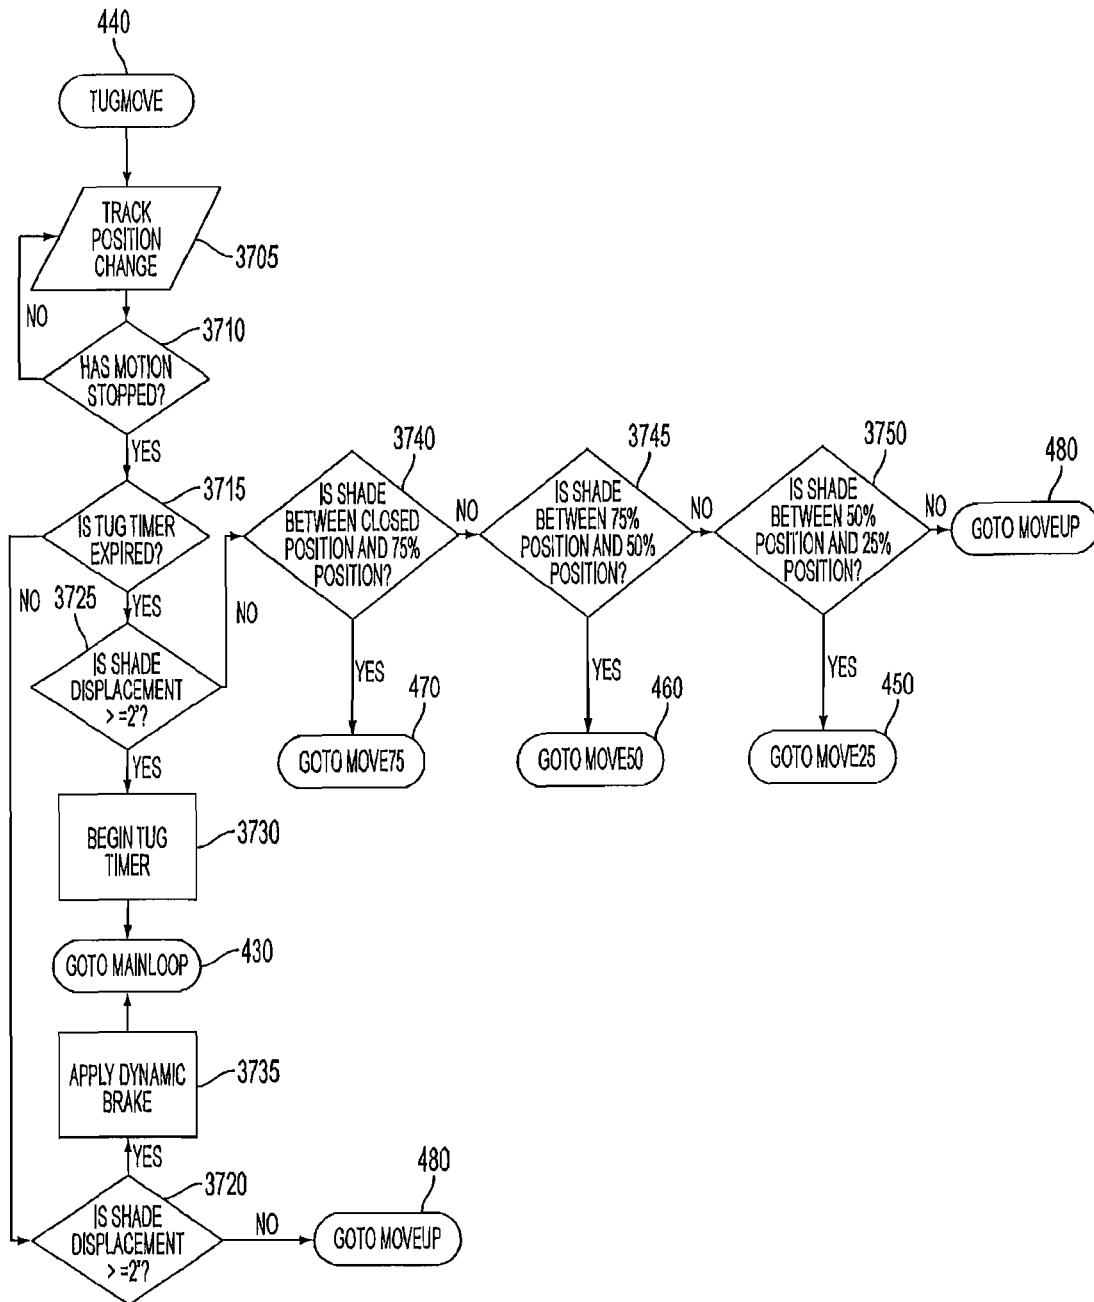 440
TUGMOVE
TRACK
POSITION
CHANGE
3705
NO
3710
HAS MOTION
STOPPED?
YES
3715
IS TUG TIMER
EXPIRED?
NO
YES
3725
IS SHADE
DISPLACEMENT
> =2"?
NO
YES
3740
IS SHADE
BETWEEN CLOSED
POSITION AND 75%
POSITION?
NO
YES
470
GOTO MOVE75
3745
IS SHADE
BETWEEN 75%
POSITION AND 50%
POSITION?
NO
YES
460
GOTO MOVE50
3750
IS SHADE
BETWEEN 50%
POSITION AND 25%
POSITION?
NO
YES
450
GOTO MOVE25
480
GOTO MOVEUP
BEGIN TUG
TIMER
3730
GOTO MAINLOOP
430
APPLY DYNAMIC
BRAKE
3735
YES
3720
IS SHADE
DISPLACEMENT
> =2"?
NO
480
GOTO MOVEUP